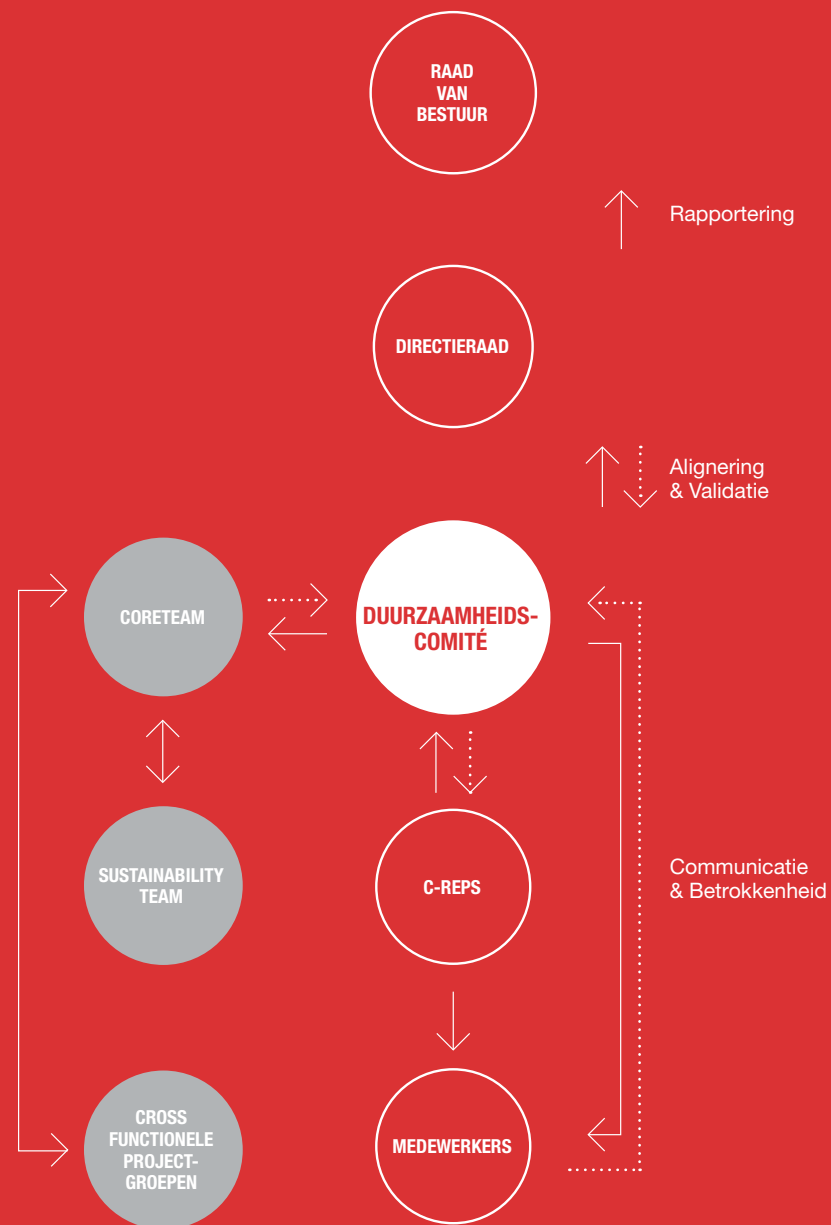 RAAD
VAN
BESTUUR
Rapportering
DIRECTIERAAD
Alignering
& Validatie
CORETEAM
DUURZAAMHEIDS-
COMITÉ
SUSTAINABILITY
TEAM
C-REPS
Communicatie
& Betrokkenheid
CROSS
FUNCTIONELE
PROJECT-
GROEPEN
MEDEWERKERS